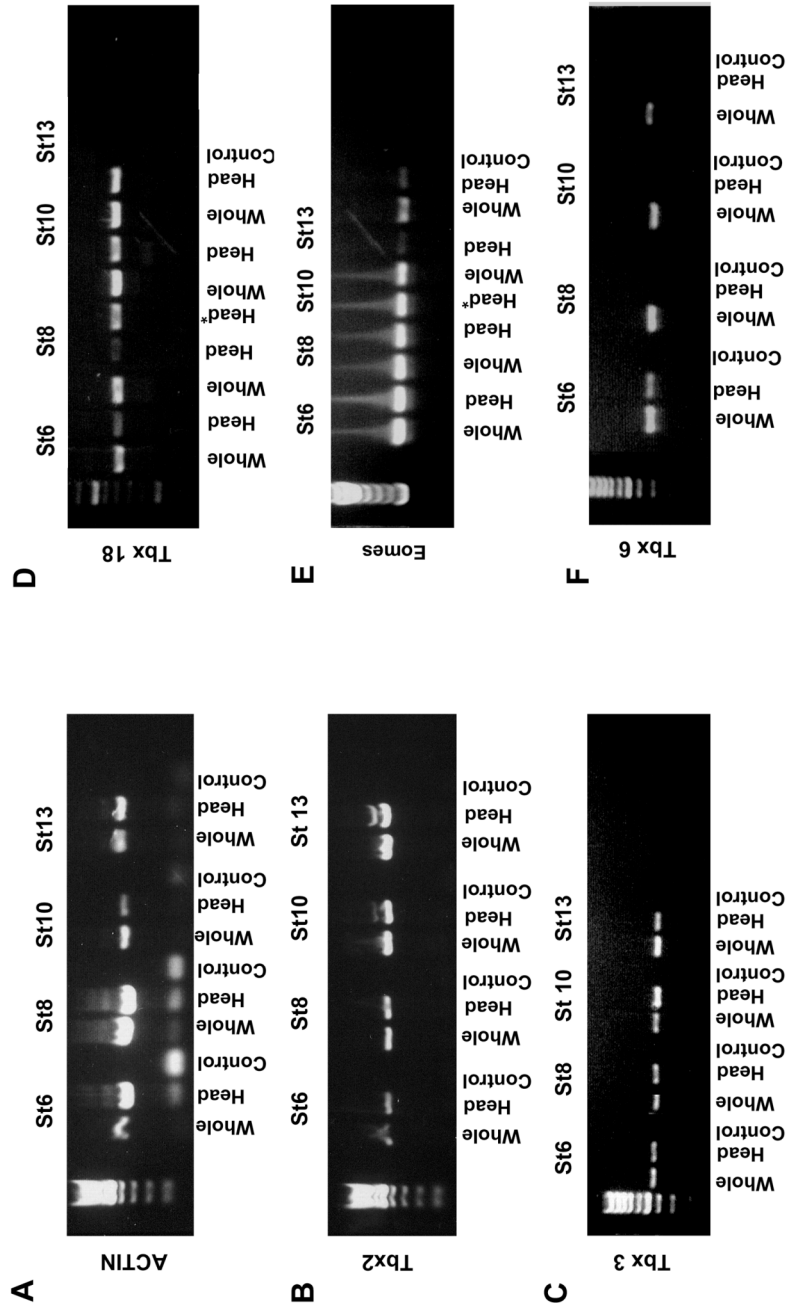 A
St6 St8 St10 St13
ACTIN
Whole Head Control Whole Head Control Whole Head Control Whole Head Control
B
St6 St8 St10 St 13
Tbx2
Whole Head Control Whole Head Control Whole Head Control Whole Head Control
C
St6 St8 St 10 St13
Tbx 3
Whole Head Control Whole Head Control Whole Head Control Whole Head Control
D
St6 St8 St10 St13
Tbx 18
Whole Head Whole Head Head* Whole Head Whole Head Control
E
St6 St8 St10 St13
Eomes
Whole Head Whole Head Head* Whole Head Whole Head Control
F
St6 St8 St10 St13
Tbx 6
Whole Head Control Whole Head Control Whole Head Control Whole Head Control